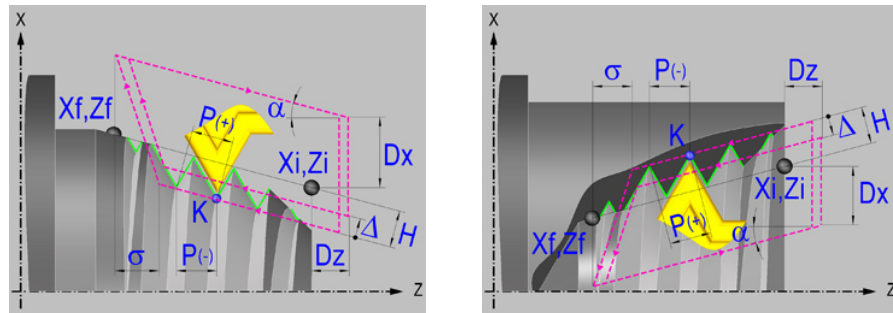 X
Xf,Zf
P(+)
α
Xi,Zi
Dx
K
Δ
H
σ
P(-)
Dz
Z
X
σ
P(-)
Dz
K
Δ
H
Xi,Zi
Dx
Xf,Zf
P(+)
α
Z